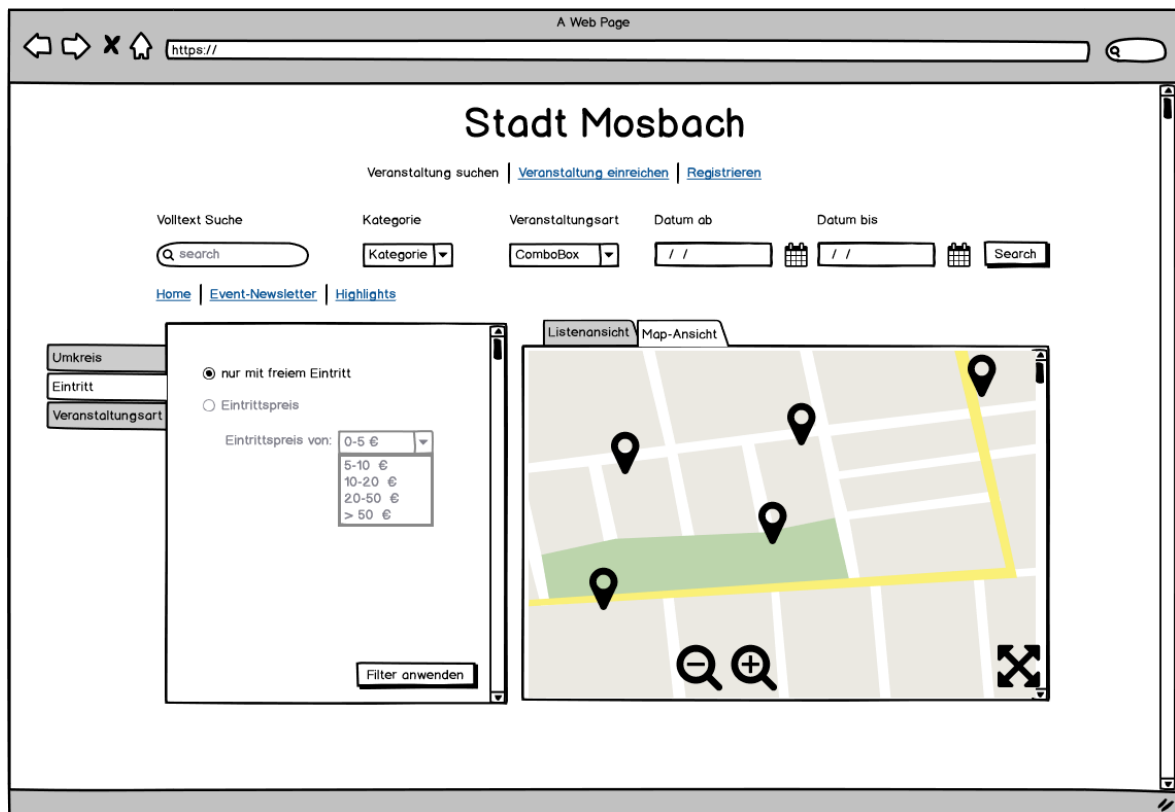 A Web Page
https://
Stadt Mosbach
Veranstaltung suchen | Veranstaltung einreichen | Registrieren
Volltext Suche Kategorie Veranstaltungsart Datum ab Datum bis
search Kategorie ComboBox / / / / Search
Home | Event-Newsletter | Highlights
Listenansicht Map-Ansicht
Umkreis
Eintritt
Veranstaltungsart
nur mit freiem Eintritt
Eintrittspreis
Eintrittspreis von: 0-5 €
5-10 €
10-20 €
20-50 €
> 50 €
Filter anwenden